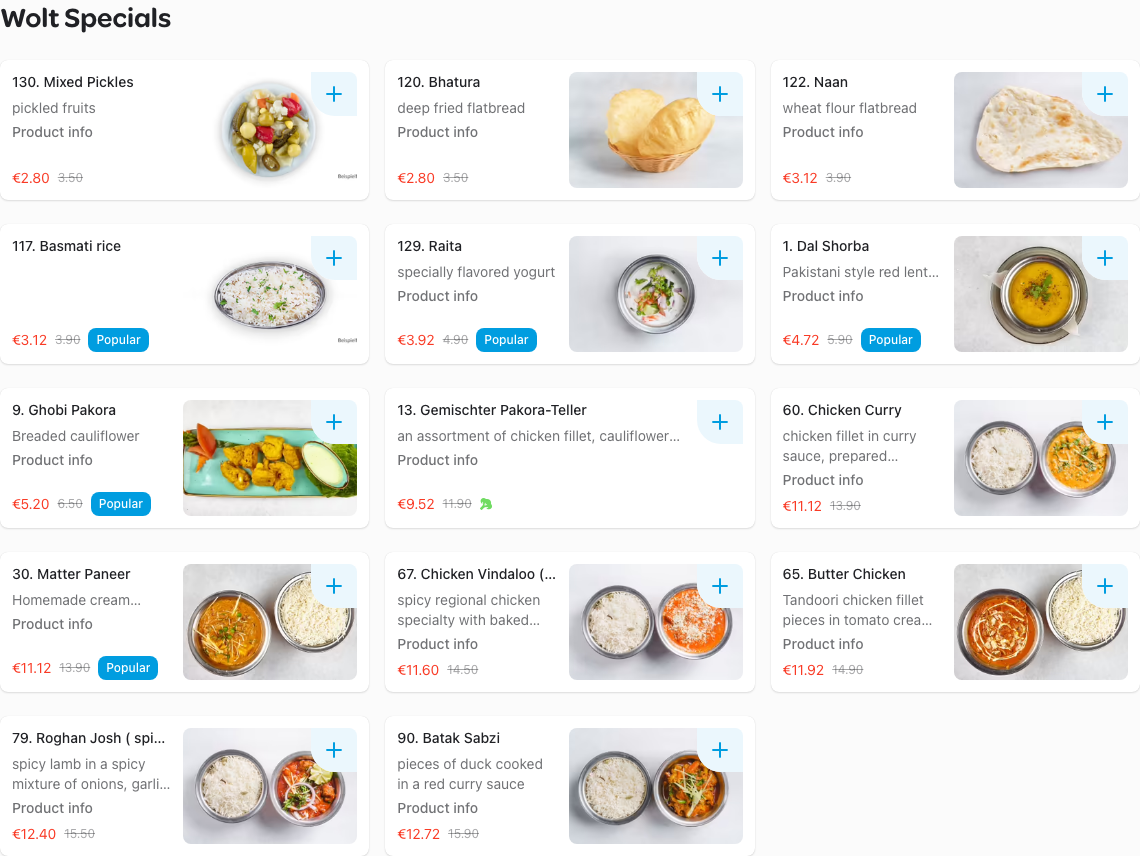 Wolt Specials
130. Mixed Pickles
pickled fruits
Product info
€2.80 3.50
Beispiel!
120. Bhatura
deep fried flatbread
Product info
€2.80 3.50
122. Naan
wheat flour flatbread
Product info
€3.12 3.90
117. Basmati rice
€3.12 3.90 Popular
Beispiel!
129. Raita
specially flavored yogurt
Product info
€3.92 4.90 Popular
1. Dal Shorba
Pakistani style red lent...
Product info
€4.72 5.90 Popular
9. Ghobi Pakora
Breaded cauliflower
Product info
€5.20 6.50 Popular
13. Gemischter Pakora-Teller
an assortment of chicken fillet, cauliflower...
Product info
€9.52 11.90
60. Chicken Curry
chicken fillet in curry
sauce, prepared...
Product info
€11.12 13.90
30. Matter Paneer
Homemade cream...
Product info
€11.12 13.90 Popular
67. Chicken Vindaloo (...
spicy regional chicken
specialty with baked...
Product info
€11.60 14.50
65. Butter Chicken
Tandoori chicken fillet
pieces in tomato crea...
Product info
€11.92 14.90
79. Roghan Josh ( spi...
spicy lamb in a spicy
mixture of onions, garli...
Product info
€12.40 15.50
90. Batak Sabzi
pieces of duck cooked
in a red curry sauce
Product info
€12.72 15.90